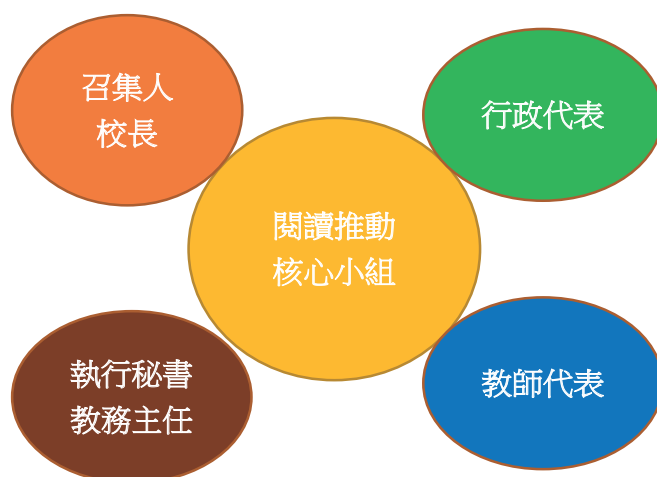 召集人
校長
行政代表
閱讀推動
核心小組
執行秘書
教務主任
教師代表